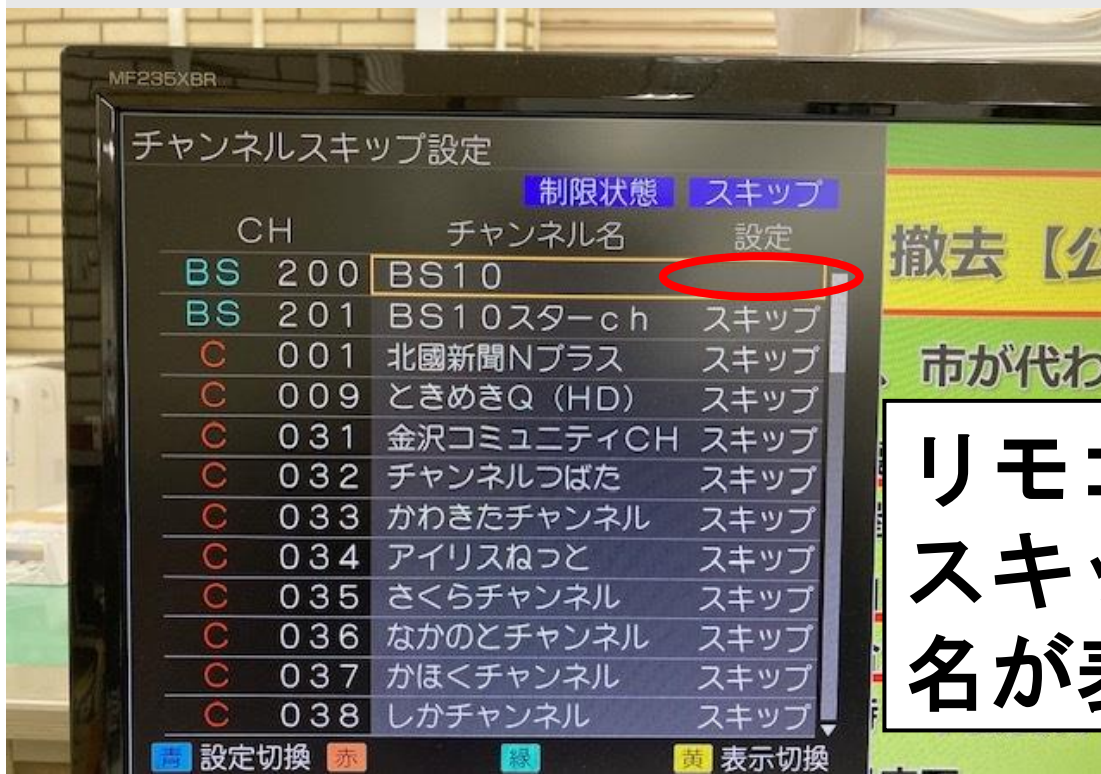 MF235XBR
チャンネルスキップ設定
制限状態 スキップ
CH チャンネル名 設定
BS 200 BS10
BS 201 BS10スターch スキップ
C 001 北國新聞Nプラス スキップ
C 009 ときめきQ(HD) スキップ
C 031 金沢コミュニティCH スキップ
C 032 チャンネルつばた スキップ
C 033 かわきたチャンネル スキップ
C 034 アイリスねっと スキップ
C 035 さくらチャンネル スキップ
C 036 なかのとチャンネル スキップ
C 037 かほくチャンネル スキップ
C 038 しかチャンネル スキップ
青 設定切換 赤 緑 黄 表示切換
撤去【公
、市が代わ
リモコ
スキッ
名が表